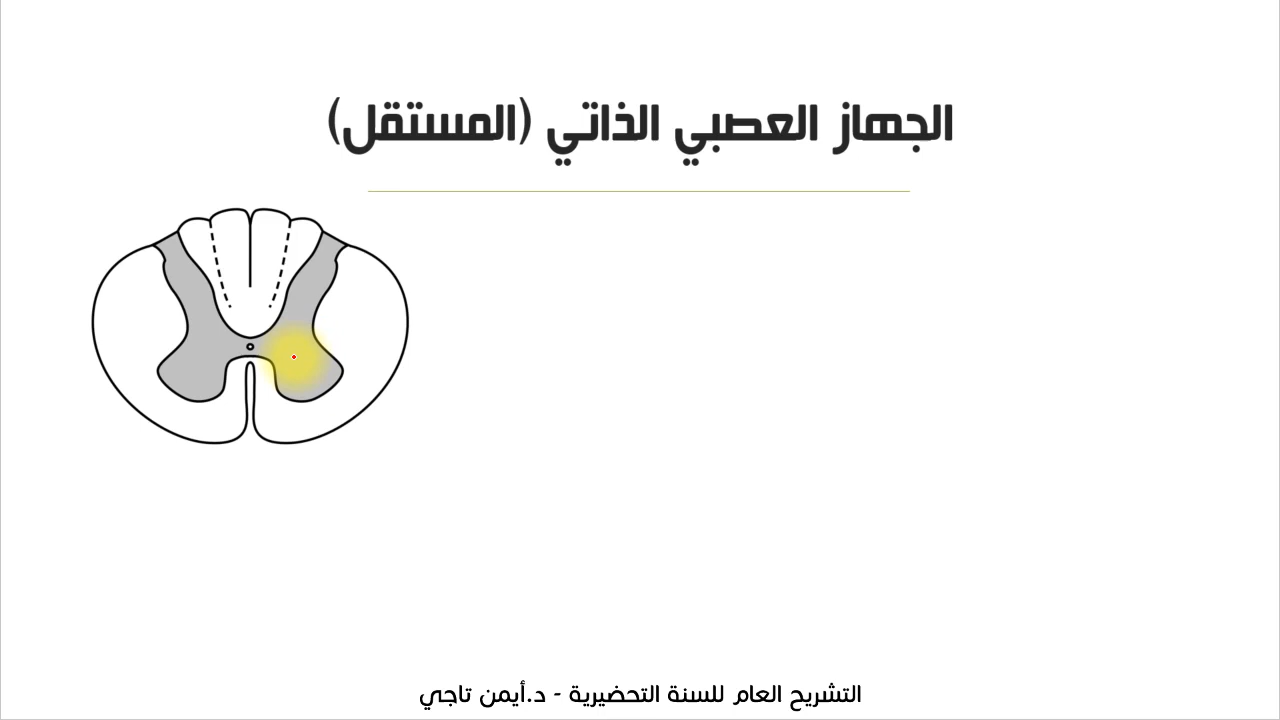 الجهاز العصبي الذاتي (المستقل)
التشريح العام للسنة التحضيرية - د.أيمن تاجي